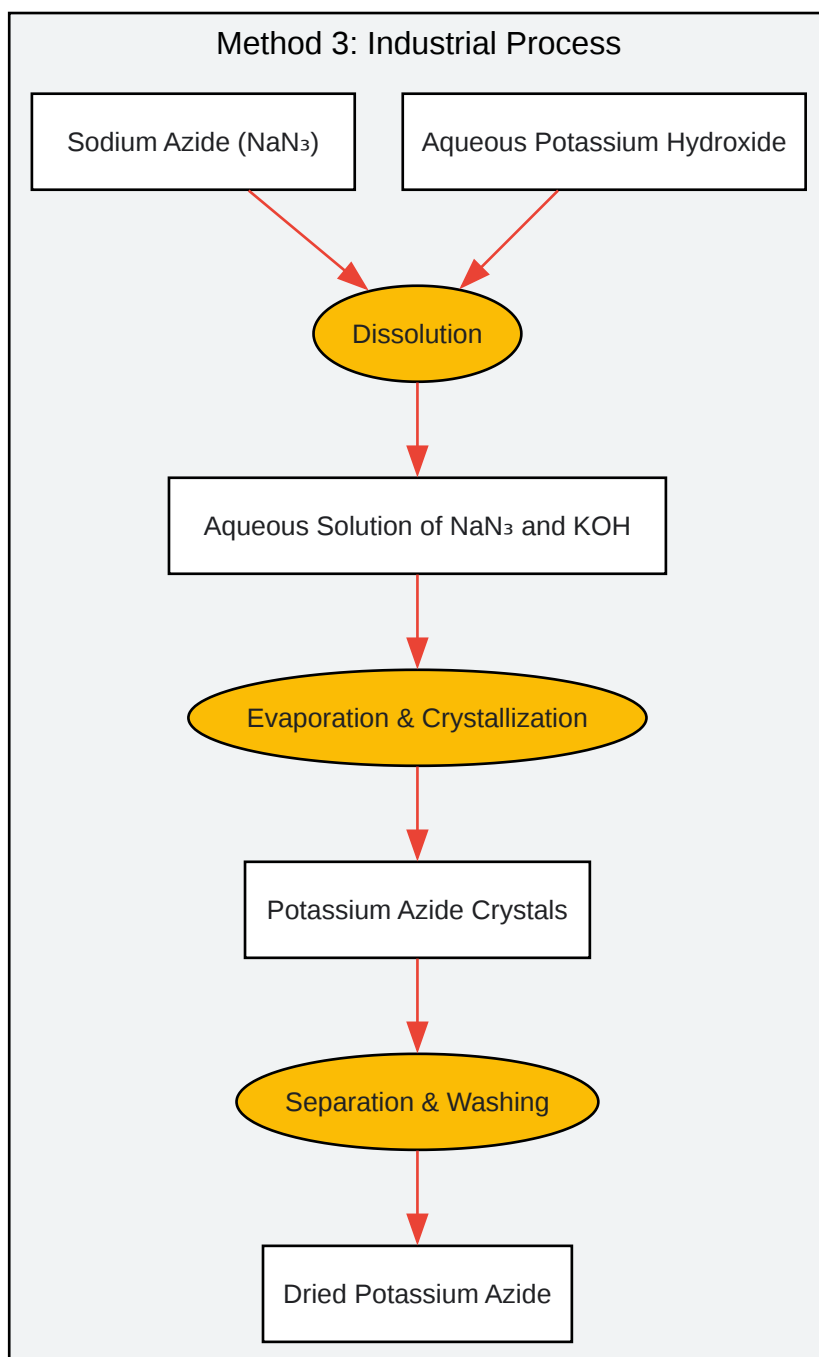 Method 3: Industrial Process
Sodium Azide (NaN₃)
Aqueous Potassium Hydroxide
Dissolution
Aqueous Solution of NaN₃ and KOH
Evaporation & Crystallization
Potassium Azide Crystals
Separation & Washing
Dried Potassium Azide